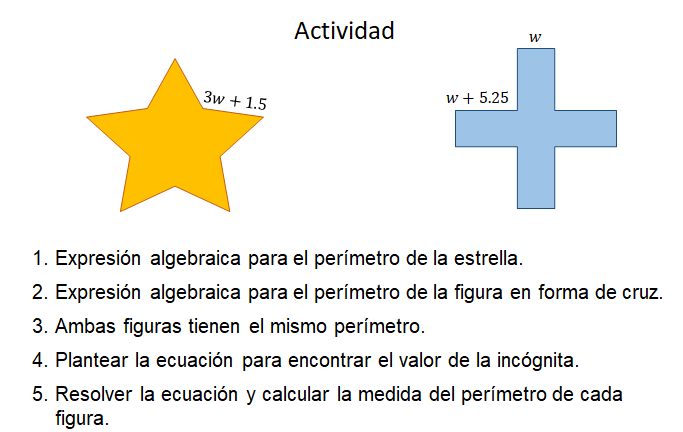 Actividad
w
3w + 1.5
w + 5.25
1. Expresión algebraica para el perímetro de la estrella.
2. Expresión algebraica para el perímetro de la figura en forma de cruz.
3. Ambas figuras tienen el mismo perímetro.
4. Plantear la ecuación para encontrar el valor de la incógnita.
5. Resolver la ecuación y calcular la medida del perímetro de cada
figura.